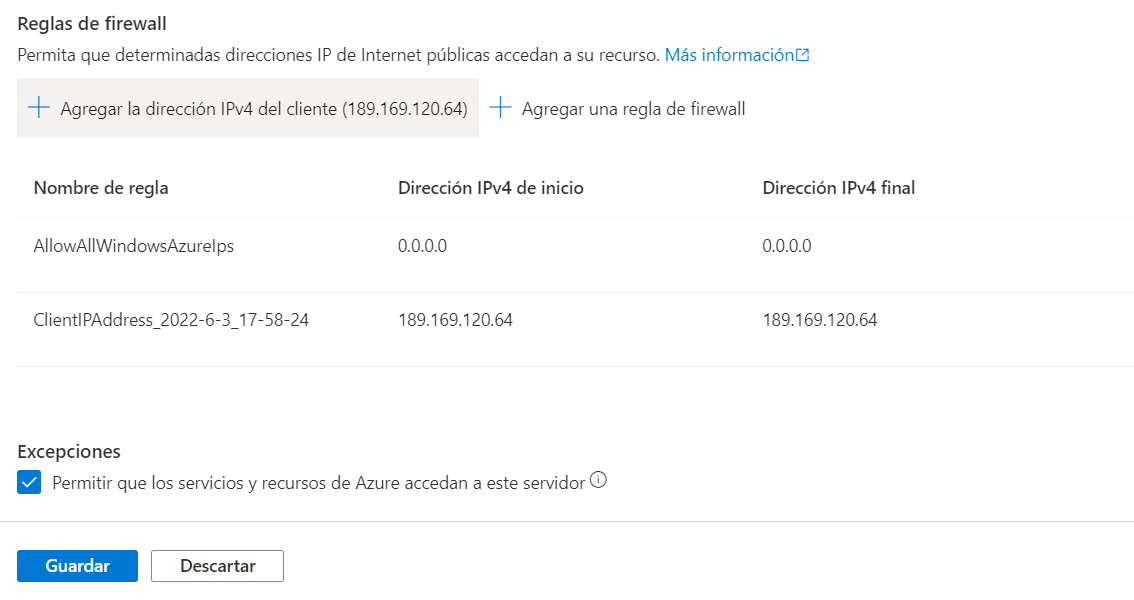 Reglas de firewall
Permita que determinadas direcciones IP de Internet públicas accedan a su recurso. Más información
Agregar la dirección IPv4 del cliente (189.169.120.64) Agregar una regla de firewall
Nombre de regla Dirección IPv4 de inicio Dirección IPv4 final
AllowAllWindowsAzureIps 0.0.0.0 0.0.0.0
ClientIPAddress_2022-6-3_17-58-24 189.169.120.64 189.169.120.64
Excepciones
Permitir que los servicios y recursos de Azure accedan a este servidor
Guardar Descartar